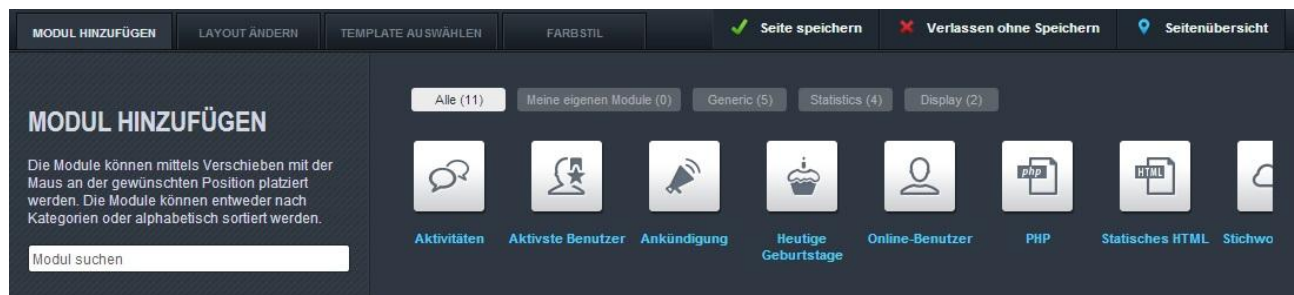 MODUL HINZUFÜGEN
LAYOUT ÄNDERN
TEMPLATE AUSWÄHLEN
FARBSTIL
Seite speichern
Verlassen ohne Speichern
Seitenübersicht
MODUL HINZUFÜGEN
Die Module können mittels Verschieben mit der
Maus an der gewünschten Position platziert
werden. Die Module können entweder nach
Kategorien oder alphabetisch sortiert werden.
Modul suchen
Alle (11)
Meine eigenen Module (0)
Generic (5)
Statistics (4)
Display (2)
php
HTML
Aktivitäten
Aktivste Benutzer
Ankündigung
Heutige
Geburtstage
Online-Benutzer
PHP
Statisches HTML
Stichwo